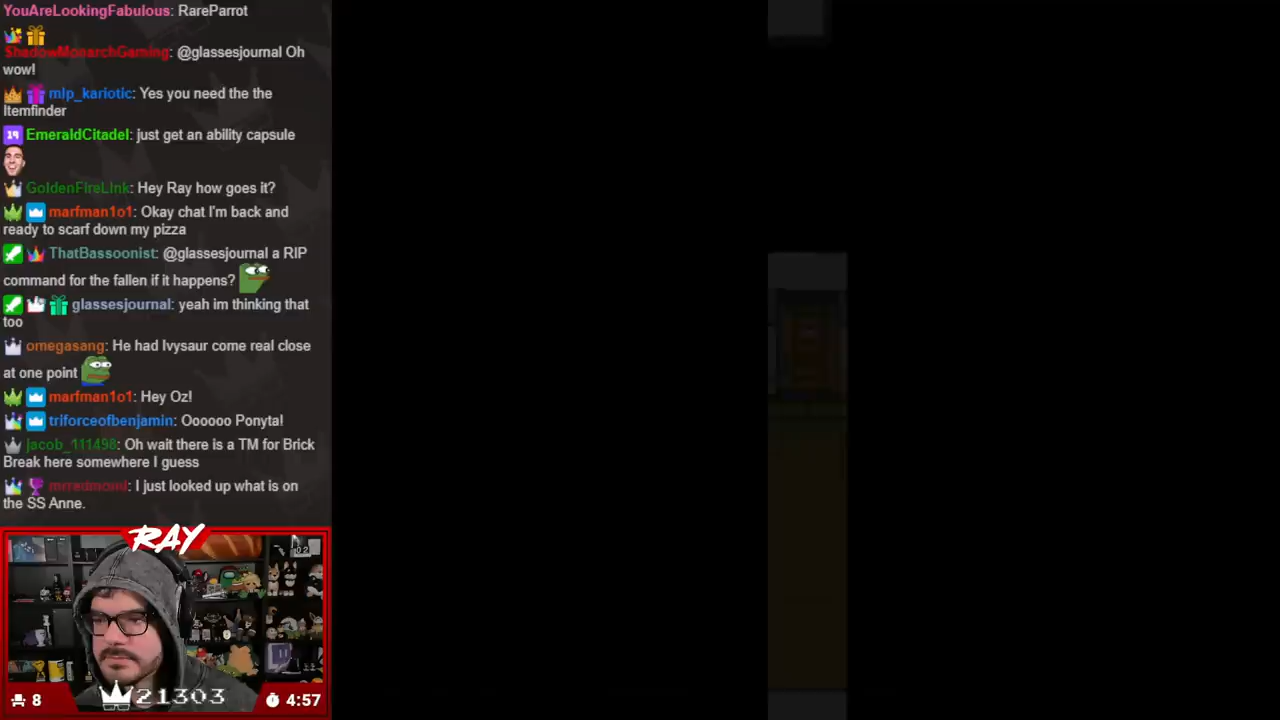 YouAreLookingFabulous: RareParrot
ShadowMonarchGaming: @glassesjournal Oh
wow!
mlp_kariotic: Yes you need the the
Itemfinder
19 EmeraldCitadel: just get an ability capsule
GoldenFireLink: Hey Ray how goes it?
marfman1o1: Okay chat I'm back and
ready to scarf down my pizza
ThatBassoonist: @glassesjournal a RIP
command for the fallen if it happens?
glassesjournal: yeah im thinking that
too
omegasang: He had Ivysaur come real close
at one point
marfman1o1: Hey Oz!
triforceofbenjamin: Oooooo Ponyta!
jacob_111498: Oh wait there is a TM for Brick
Break here somewhere I guess
mrredmond: I just looked up what is on
the SS Anne.
RAY
8
21303
4:57